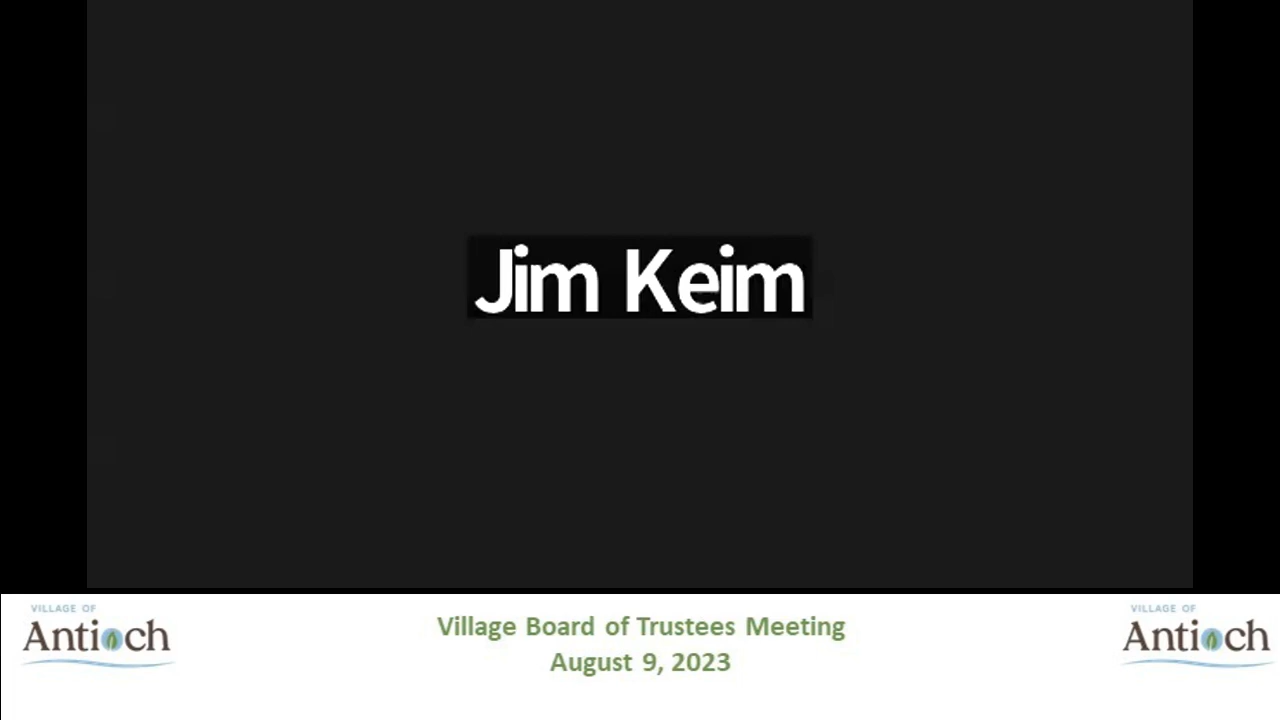 Jim Keim
VILLAGE OF
Antioch
Village Board of Trustees Meeting
August 9, 2023
VILLAGE OF
Antioch